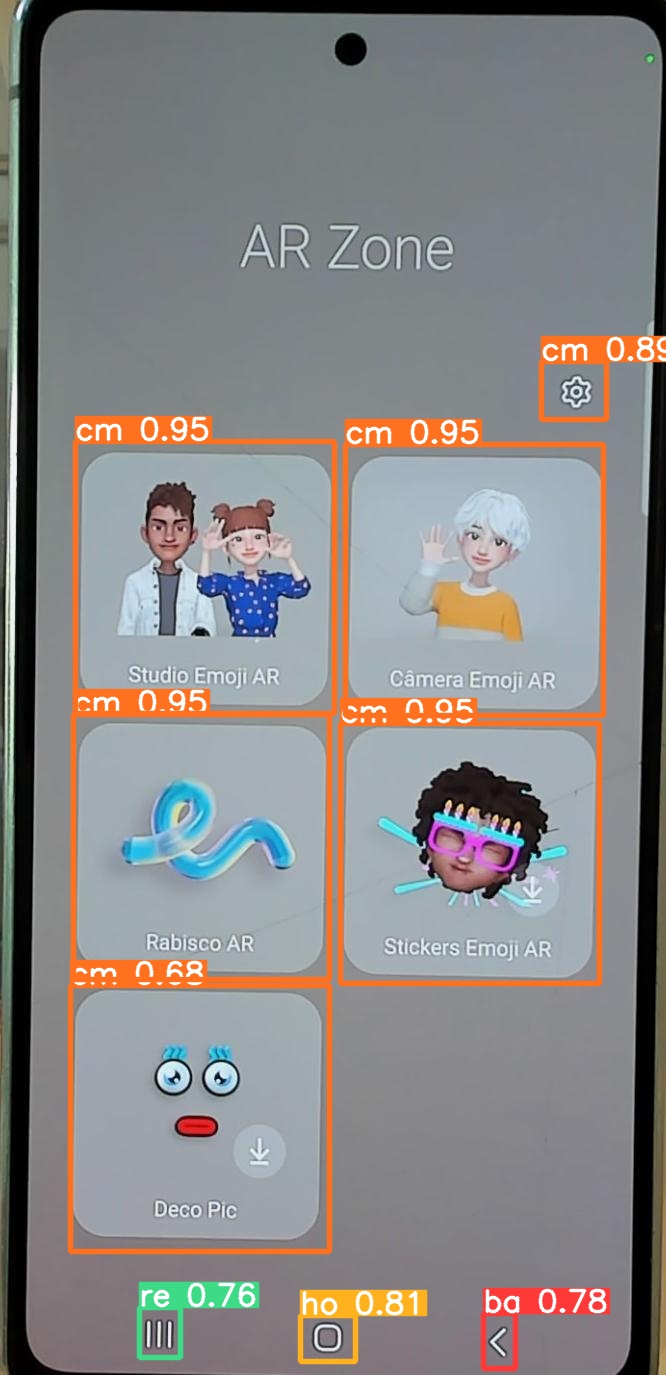 AR Zone
cm 0.89
cm 0.95
cm 0.95
Studio Emoji AR
Câmera Emoji AR
cm 0.95
cm 0.95
Rabisco AR
Stickers Emoji AR
cm 0.68
Deco Pic
re 0.76
ho 0.81
ba 0.78